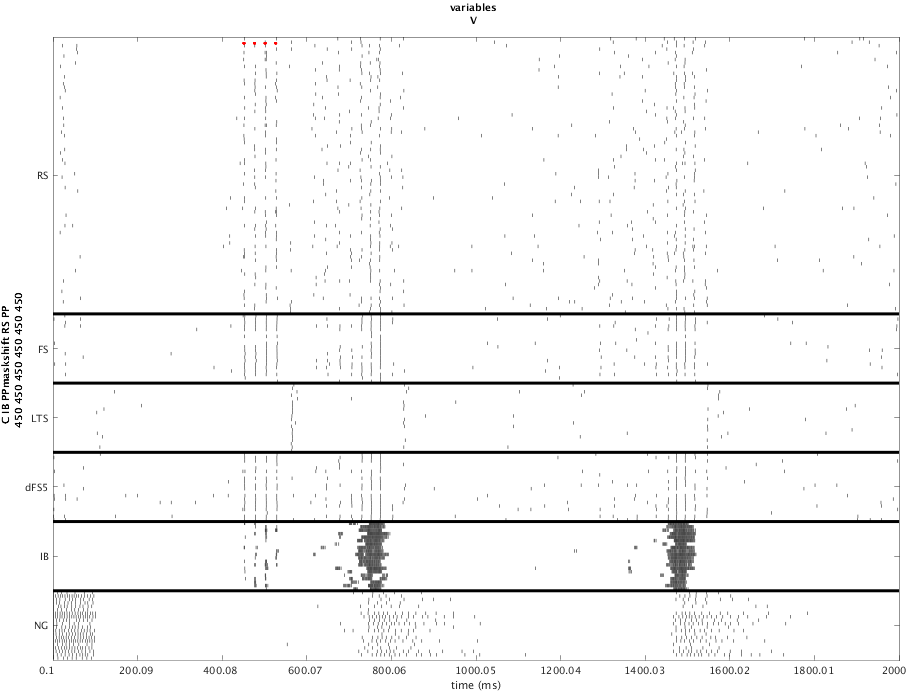 variables
V
C IB PPmaskshift RS PP
450 450 450 450 450 450
RS
FS
LTS
dFS5
IB
NG
0.1 200.09 400.08 600.07 800.06 1000.05 1200.04 1400.03 1600.02 1800.01 2000
time (ms)